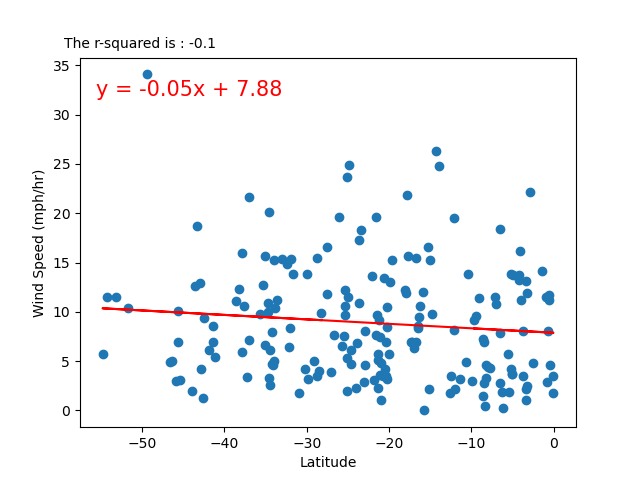 The r-squared is : -0.1
y = -0.05x + 7.88
35
30
25
20
15
10
5
0
Wind Speed (mph/hr)
−50 −40 −30 −20 −10 0
Latitude